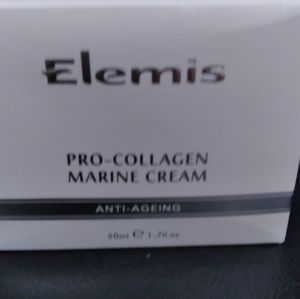 Elemis
PRO-COLLAGEN
MARINE CREAM
ANTI-AGEING
50ml ℮ 1.7fl.oz.